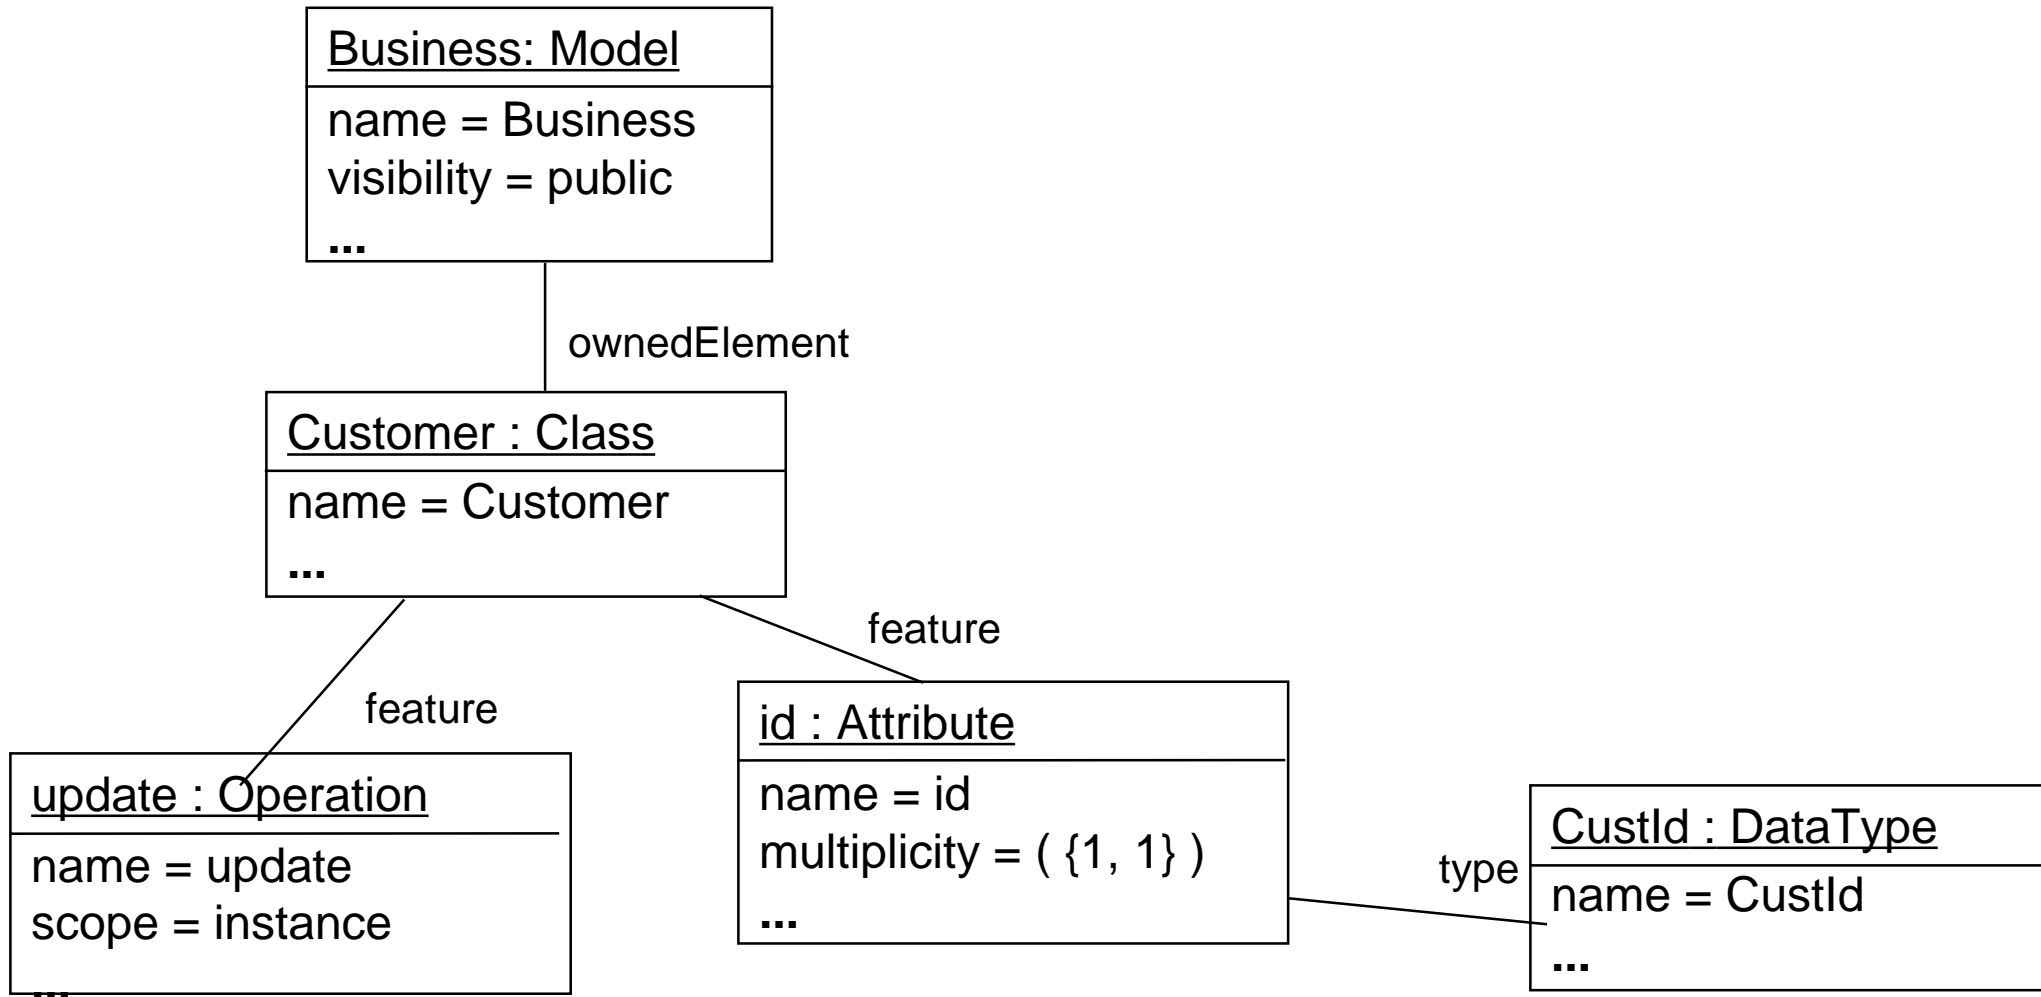 Business: Model
name = Business
visibility = public
...
ownedElement
Customer : Class
name = Customer
...
feature
feature
update : Operation
name = update
scope = instance
...
id : Attribute
name = id
multiplicity = ( {1, 1} )
...
type
CustId : DataType
name = CustId
...